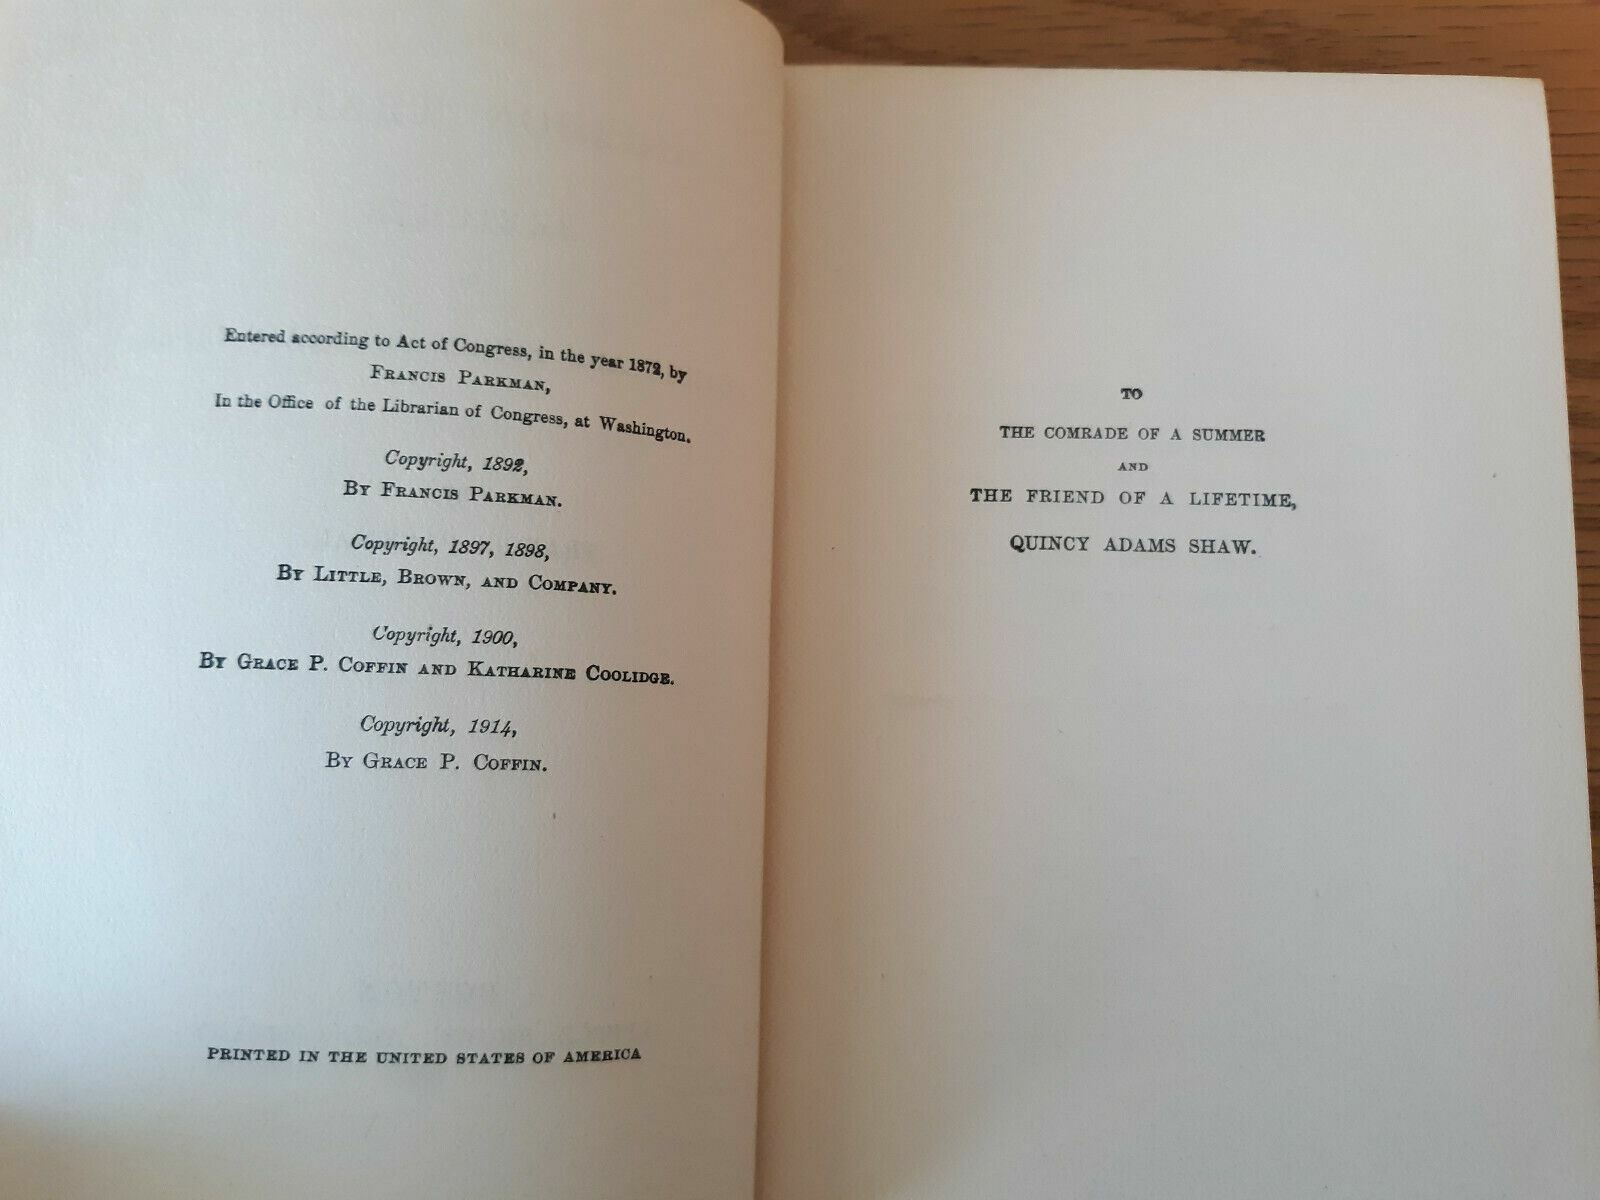 Entered according to Act of Congress, in the year 1872, by
FRANCIS PARKMAN,
In the Office of the Librarian of Congress, at Washington.
Copyright, 1892,
BY FRANCIS PARKMAN.
Copyright, 1897, 1898,
BY LITTLE, BROWN, AND COMPANY.
Copyright, 1900,
BY GRACE P. COFFIN AND KATHARINE COOLIDGE.
Copyright, 1914,
BY GRACE P. COFFIN.
PRINTED IN THE UNITED STATES OF AMERICA
TO
THE COMRADE OF A SUMMER
AND
THE FRIEND OF A LIFETIME,
QUINCY ADAMS SHAW.